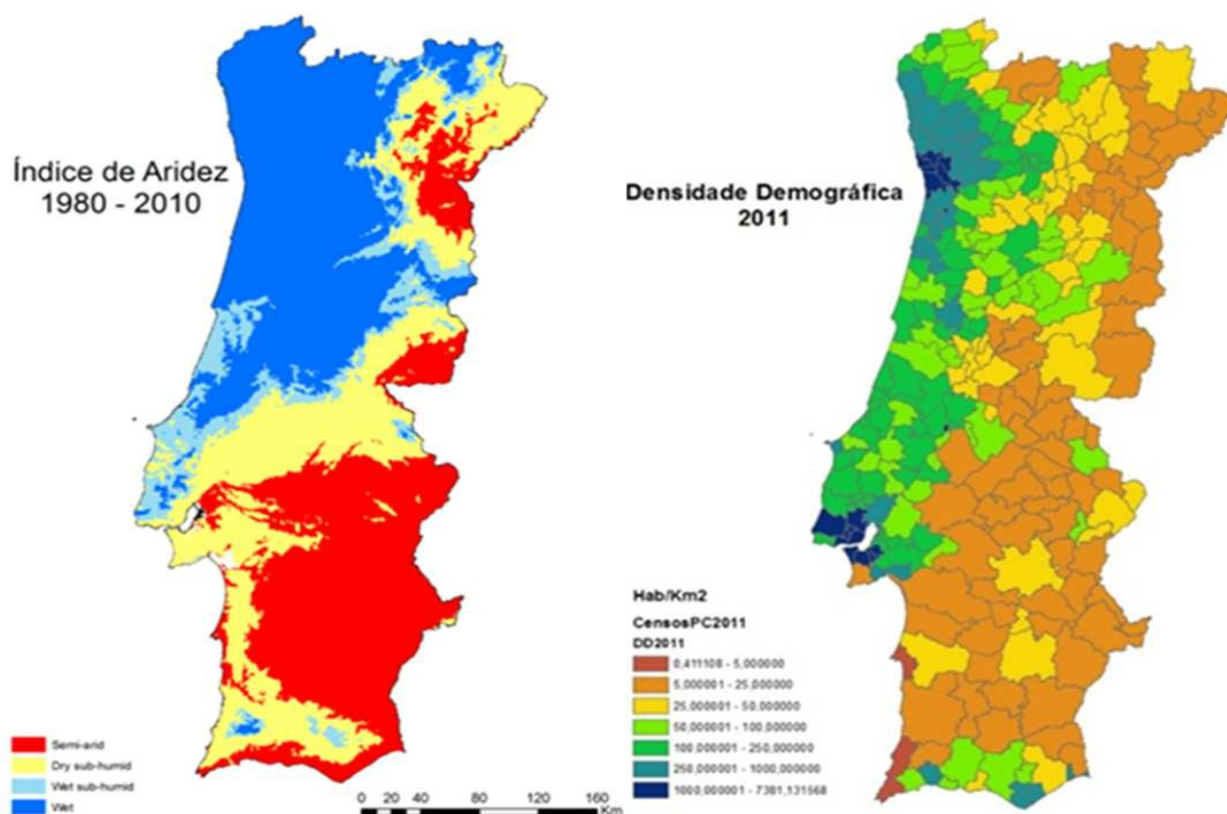 Índice de Aridez
1980 - 2010
Semi-arid
Dry sub-humid
Wet sub-humid
Wet
0 20 40 80 120 160
Km
Densidade Demográfica
2011
Hab/Km2
CensosPC2011
DD2011
0,411108 - 5,000000
5,000001 - 25,000000
25,000001 - 50,000000
50,000001 - 100,000000
100,000001 - 250,000000
250,000001 - 1000,000000
1000,000001 - 7381,131568